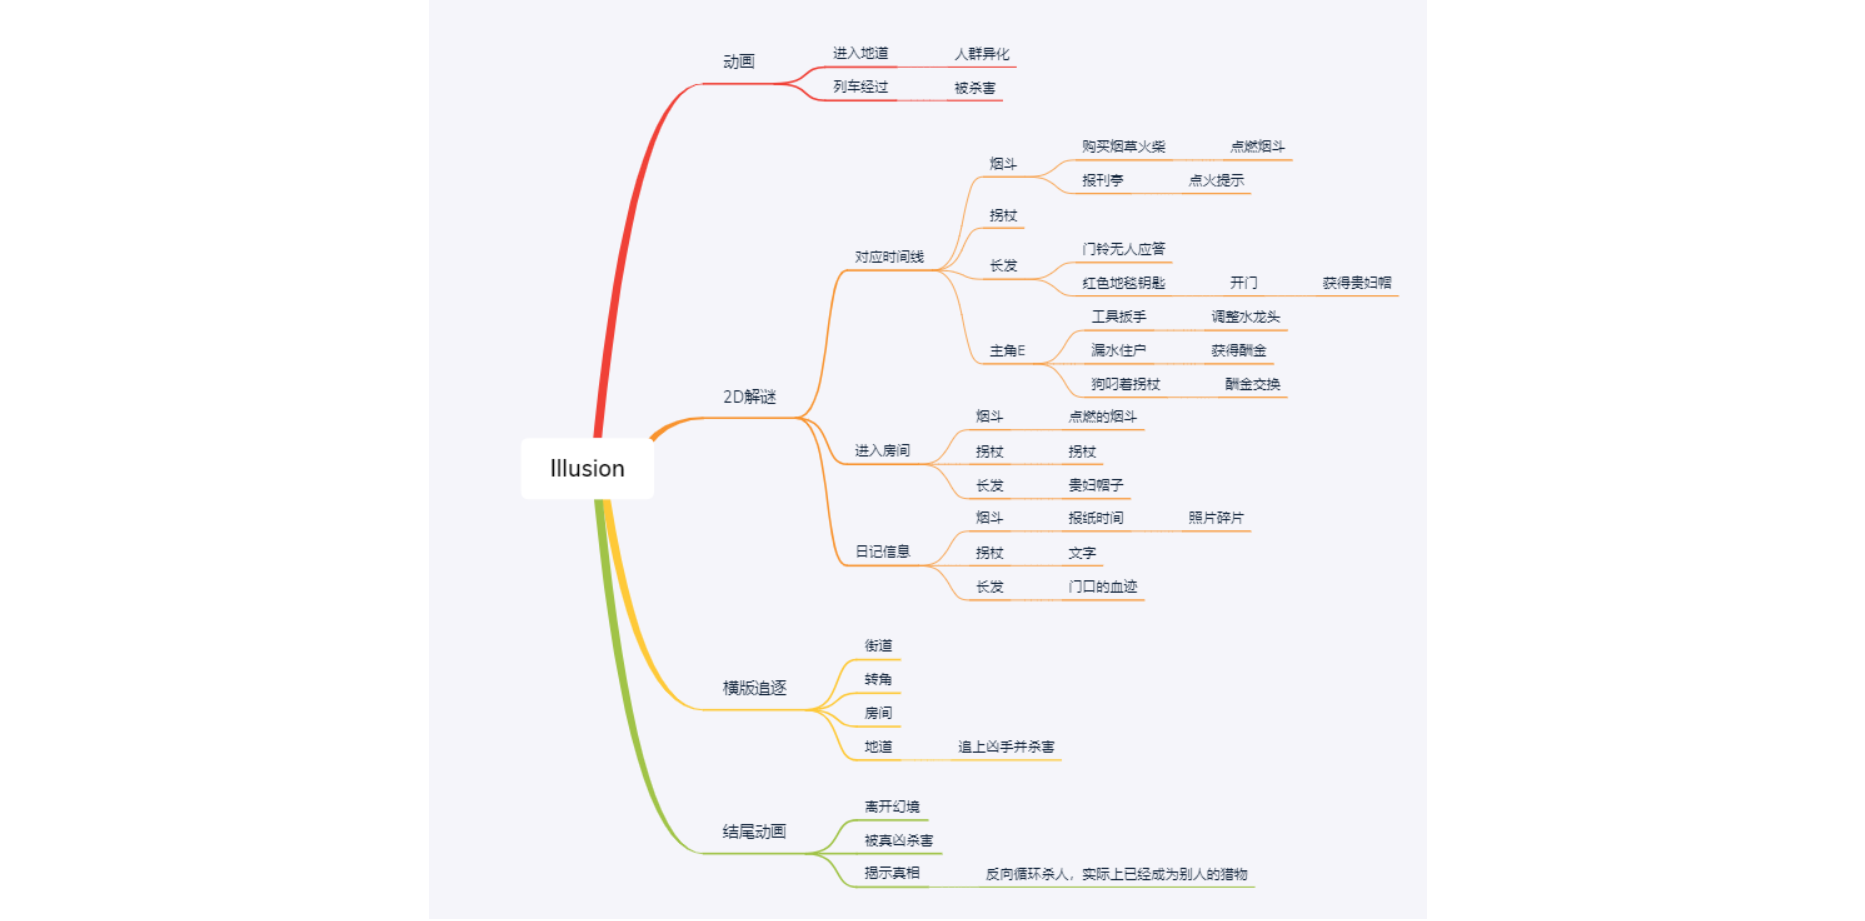 Illusion
动画
进入地道
人群异化
列车经过
被杀害
2D解谜
对应时间线
烟斗
购买烟草火柴
点燃烟斗
报刊亭
点火提示
拐杖
长发
门铃无人应答
红色地毯钥匙
开门
获得贵妇帽
主角E
工具扳手
调整水龙头
漏水住户
获得酬金
狗叼着拐杖
酬金交换
进入房间
烟斗
点燃的烟斗
拐杖
拐杖
长发
贵妇帽子
日记信息
烟斗
报纸时间
照片碎片
拐杖
文字
长发
门口的血迹
横版追逐
街道
转角
房间
地道
追上凶手并杀害
结尾动画
离开幻境
被真凶杀害
揭示真相
反向循环杀人，实际上已经成为别人的猎物